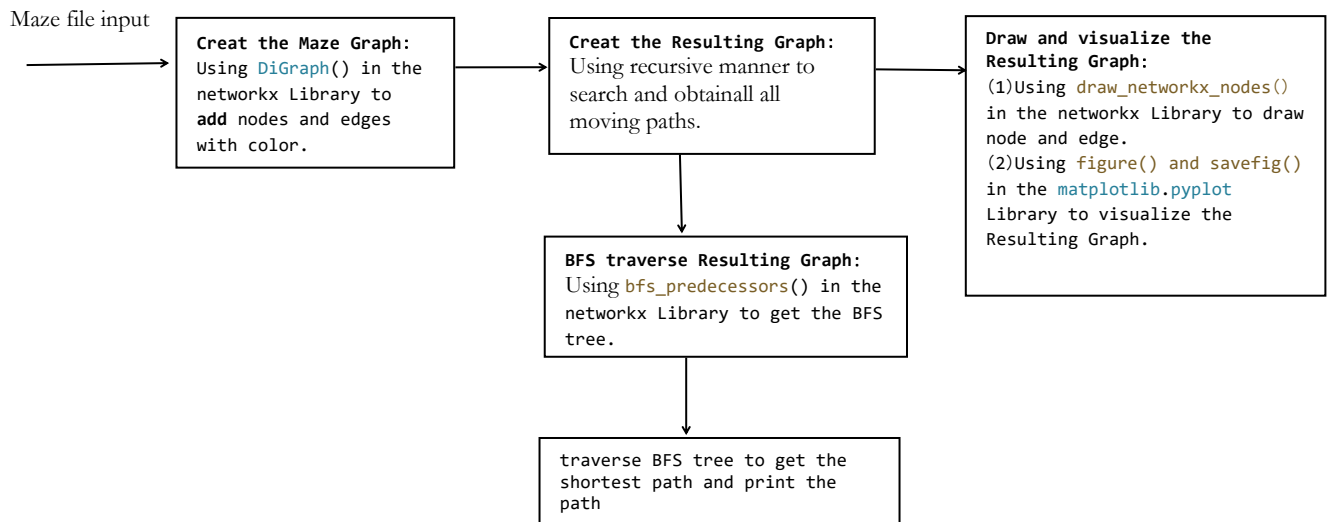 Maze file input
Creat the Maze Graph:
Using DiGraph() in the
networkx Library to
add nodes and edges
with color.
Creat the Resulting Graph:
Using recursive manner to
search and obtainall all
moving paths.
Draw and visualize the
Resulting Graph:
(1)Using draw_networkx_nodes()
in the networkx Library to draw
node and edge.
(2)Using figure() and savefig()
in the matplotlib.pyplot
Library to visualize the
Resulting Graph.
BFS traverse Resulting Graph:
Using bfs_predecessors() in the
networkx Library to get the BFS
tree.
traverse BFS tree to get the
shortest path and print the
path